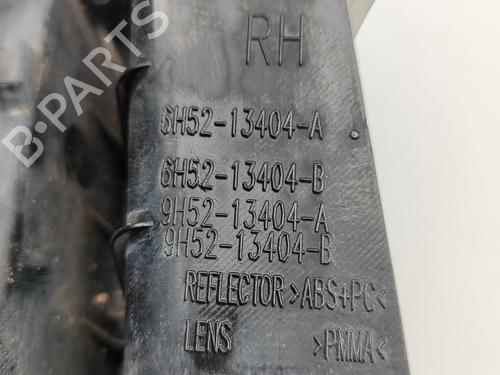 RH
6H52-13404-A
6H52-13404-B
9H52-13404-A
9H52-13404-B
REFLECTOR >ABS+PC<
LENS >PMMA<
B-PARTS